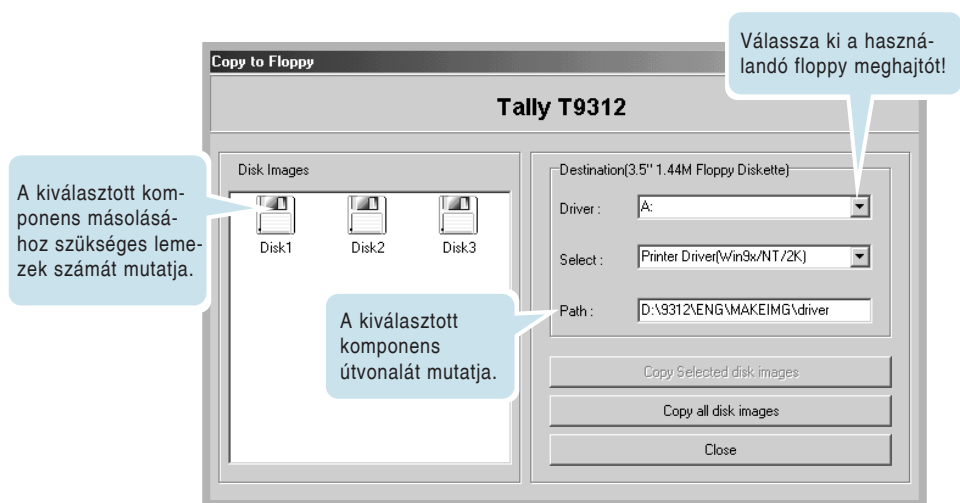 Válassza ki a haszná-
landó floppy meghajtót!
Copy to Floppy
Tally T9312
A kiválasztott kom-
ponens másolásá-
hoz szükséges leme-
zek számát mutatja.
Disk Images
Disk1
Disk2
Disk3
A kiválasztott
komponens
útvonalát mutatja.
Destination(3.5" 1.44M Floppy Diskette)
Driver :
A:
Select :
Printer Driver(Win9x/NT/2K)
Path :
D:\9312\ENG\MAKEIMG\driver
Copy Selected disk images
Copy all disk images
Close